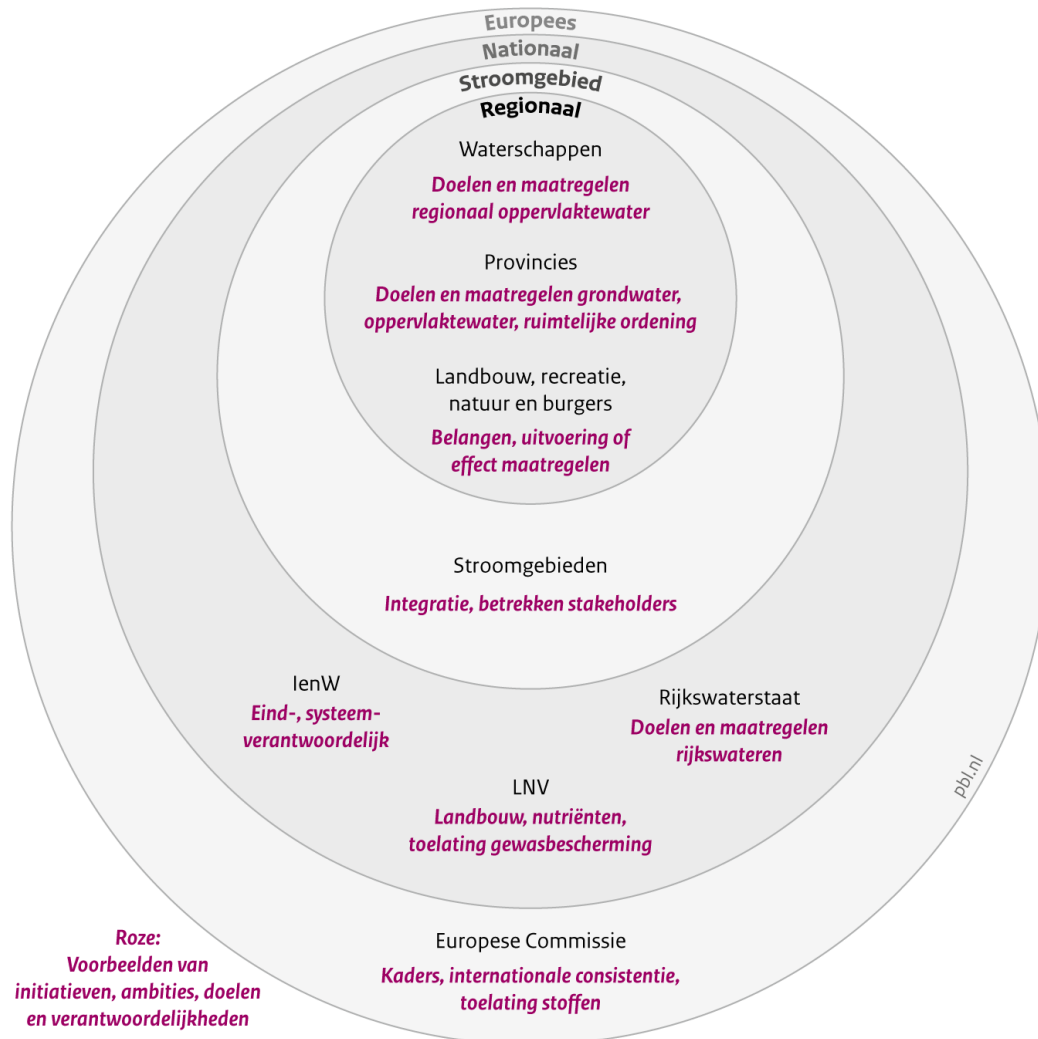 Europees
Nationaal
Stroomgebied
Regionaal
Waterschappen
Doelen en maatregelen
regionaal oppervlaktewater
Provincies
Doelen en maatregelen grondwater,
oppervlaktewater, ruimtelijke ordening
Landbouw, recreatie,
natuur en burgers
Belangen, uitvoering of
effect maatregelen
Stroomgebieden
Integratie, betrekken stakeholders
IenW
Eind-, systeem-
verantwoordelijk
Rijkswaterstaat
Doelen en maatregelen
rijkswateren
LNV
Landbouw, nutriënten,
toelating gewasbescherming
pbl.nl
Europese Commissie
Kaders, internationale consistentie,
toelating stoffen
Roze:
Voorbeelden van
initiatieven, ambities, doelen
en verantwoordelijkheden